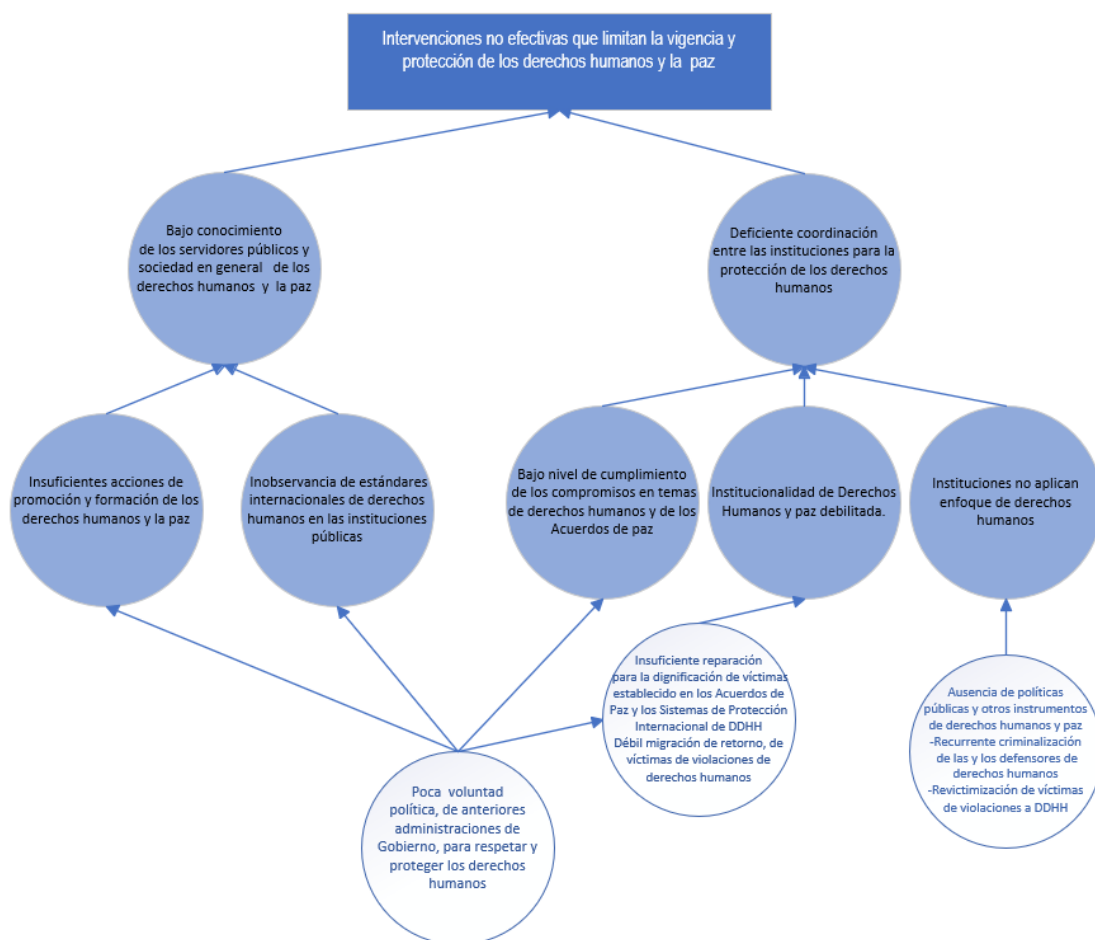 Intervenciones no efectivas que limitan la vigencia y
protección de los derechos humanos y la paz
Bajo conocimiento
de los servidores públicos y
sociedad en general de los
derechos humanos y la paz
Deficiente coordinación
entre las instituciones para la
protección de los derechos
humanos
Insuficientes acciones de
promoción y formación de los
derechos humanos y la paz
Inobservancia de estándares
internacionales de derechos
humanos en las instituciones
públicas
Bajo nivel de cumplimiento
de los compromisos en temas
de derechos humanos y de los
Acuerdos de paz
Institucionalidad de Derechos
Humanos y paz debilitada.
Instituciones no aplican
enfoque de derechos
humanos
Insuficiente reparación
para la dignificación de víctimas
establecido en los Acuerdos de
Paz y los Sistemas de Protección
Internacional de DDHH
Débil migración de retorno, de
víctimas de violaciones de
derechos humanos
Ausencia de políticas
públicas y otros instrumentos
de derechos humanos y paz
-Recurrente criminalización
de las y los defensores de
derechos humanos
-Revictimización de víctimas
de violaciones a DDHH
Poca voluntad
política, de anteriores
administraciones de
Gobierno, para respetar y
proteger los derechos
humanos